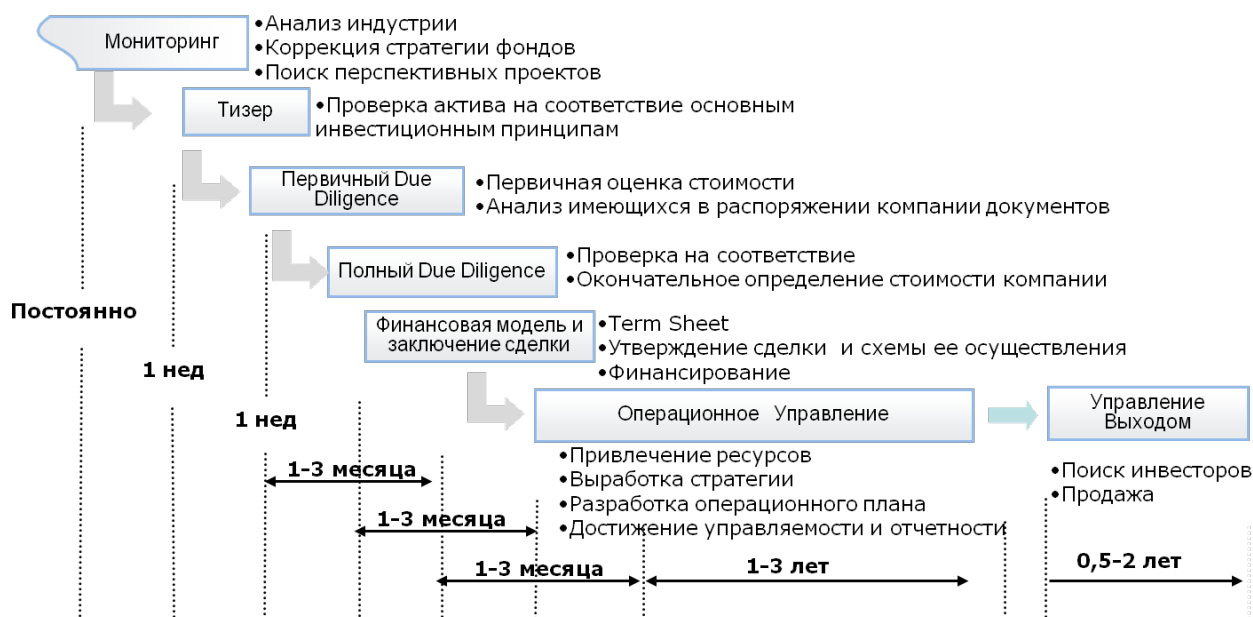 Мониторинг
•Анализ индустрии
•Коррекция стратегии фондов
•Поиск перспективных проектов
Тизер
•Проверка актива на соответствие основным
инвестиционным принципам
Первичный Due
Diligence
•Первичная оценка стоимости
•Анализ имеющихся в распоряжении компании документов
Полный Due Diligence
•Проверка на соответствие
•Окончательное определение стоимости компании
Постоянно
Финансовая модель и
заключение сделки
•Term Sheet
•Утверждение сделки и схемы ее осуществления
•Финансирование
1 нед
1 нед
Операционное Управление
Управление
Выходом
•Привлечение ресурсов
•Выработка стратегии
•Разработка операционного плана
•Достижение управляемости и отчетности
•Поиск инвесторов
•Продажа
1-3 месяца
1-3 месяца
1-3 месяца
1-3 лет
0,5-2 лет